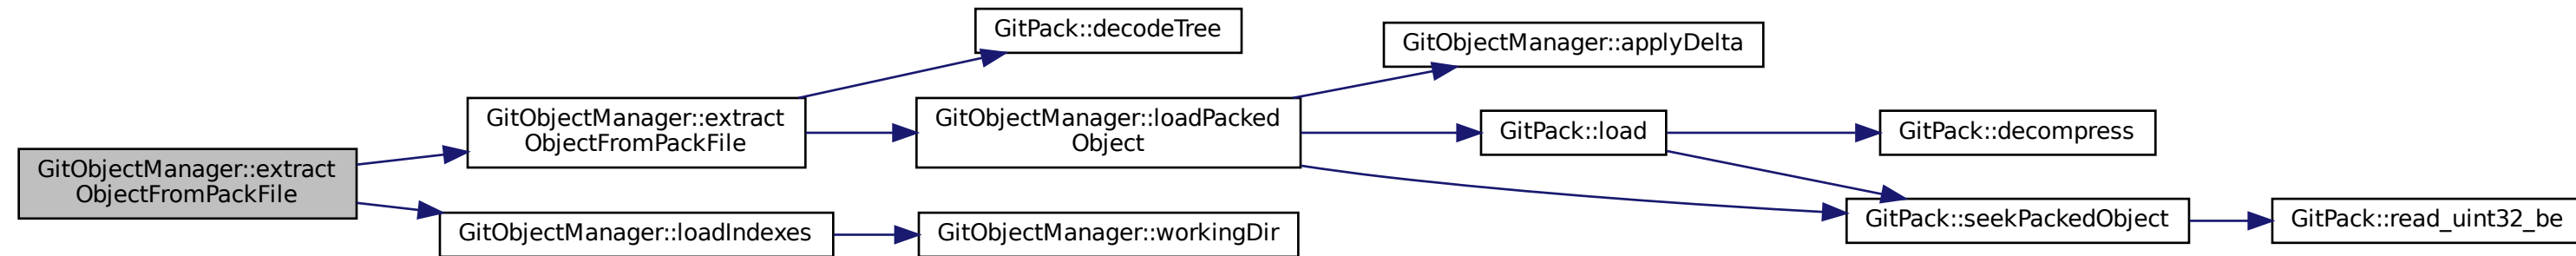 GitObjectManager::extract
ObjectFromPackFile
GitObjectManager::extract
ObjectFromPackFile
GitObjectManager::loadIndexes
GitPack::decodeTree
GitObjectManager::loadPacked
Object
GitObjectManager::workingDir
GitObjectManager::applyDelta
GitPack::load
GitPack::decompress
GitPack::seekPackedObject
GitPack::read_uint32_be